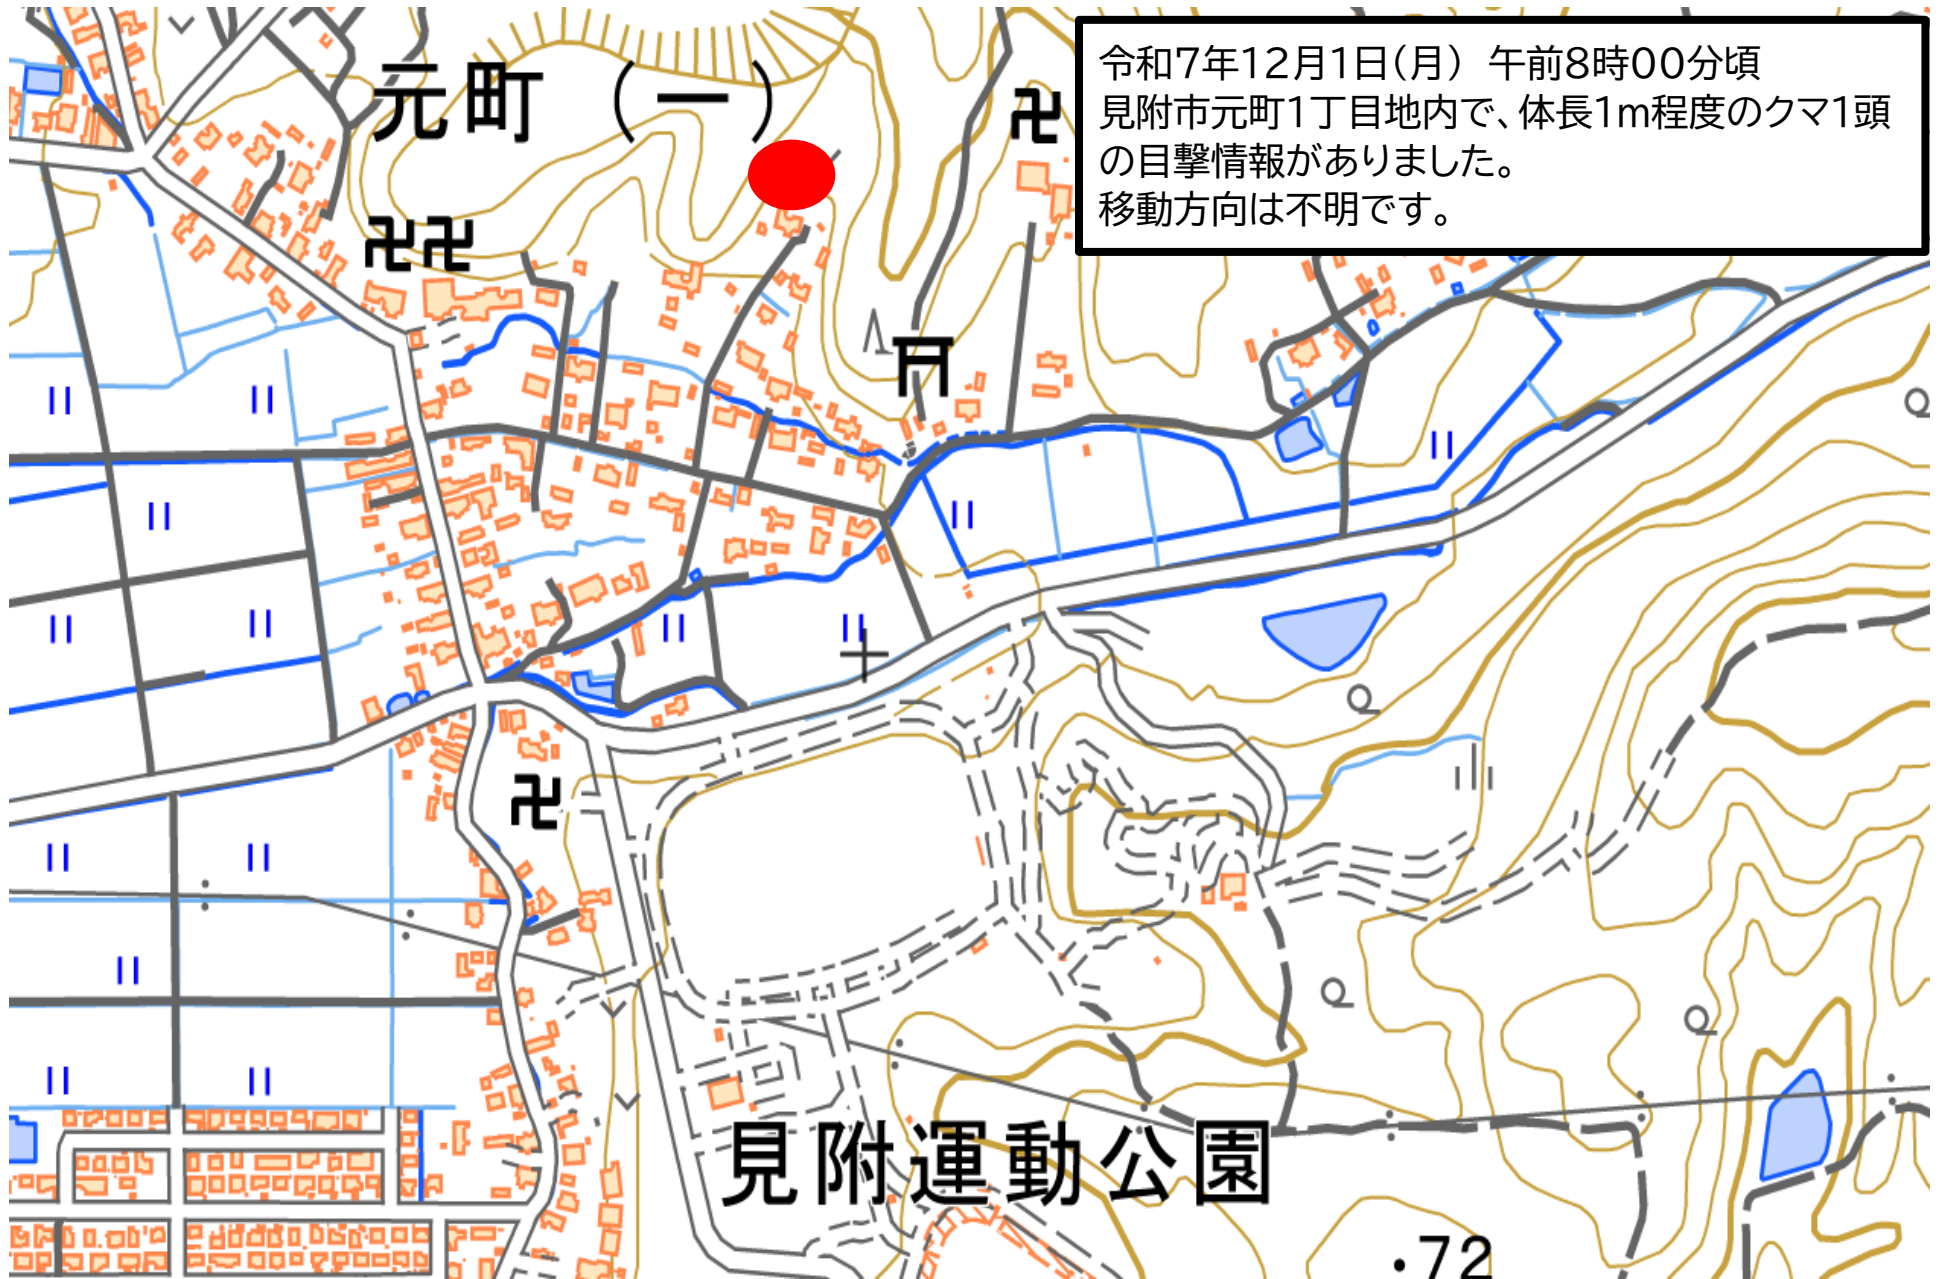 令和7年12月1日(月) 午前8時00分頃
見附市元町1丁目地内で、体長1m程度のクマ1頭
の目撃情報がありました。
移動方向は不明です。
元町(一)
見附運動公園
・72